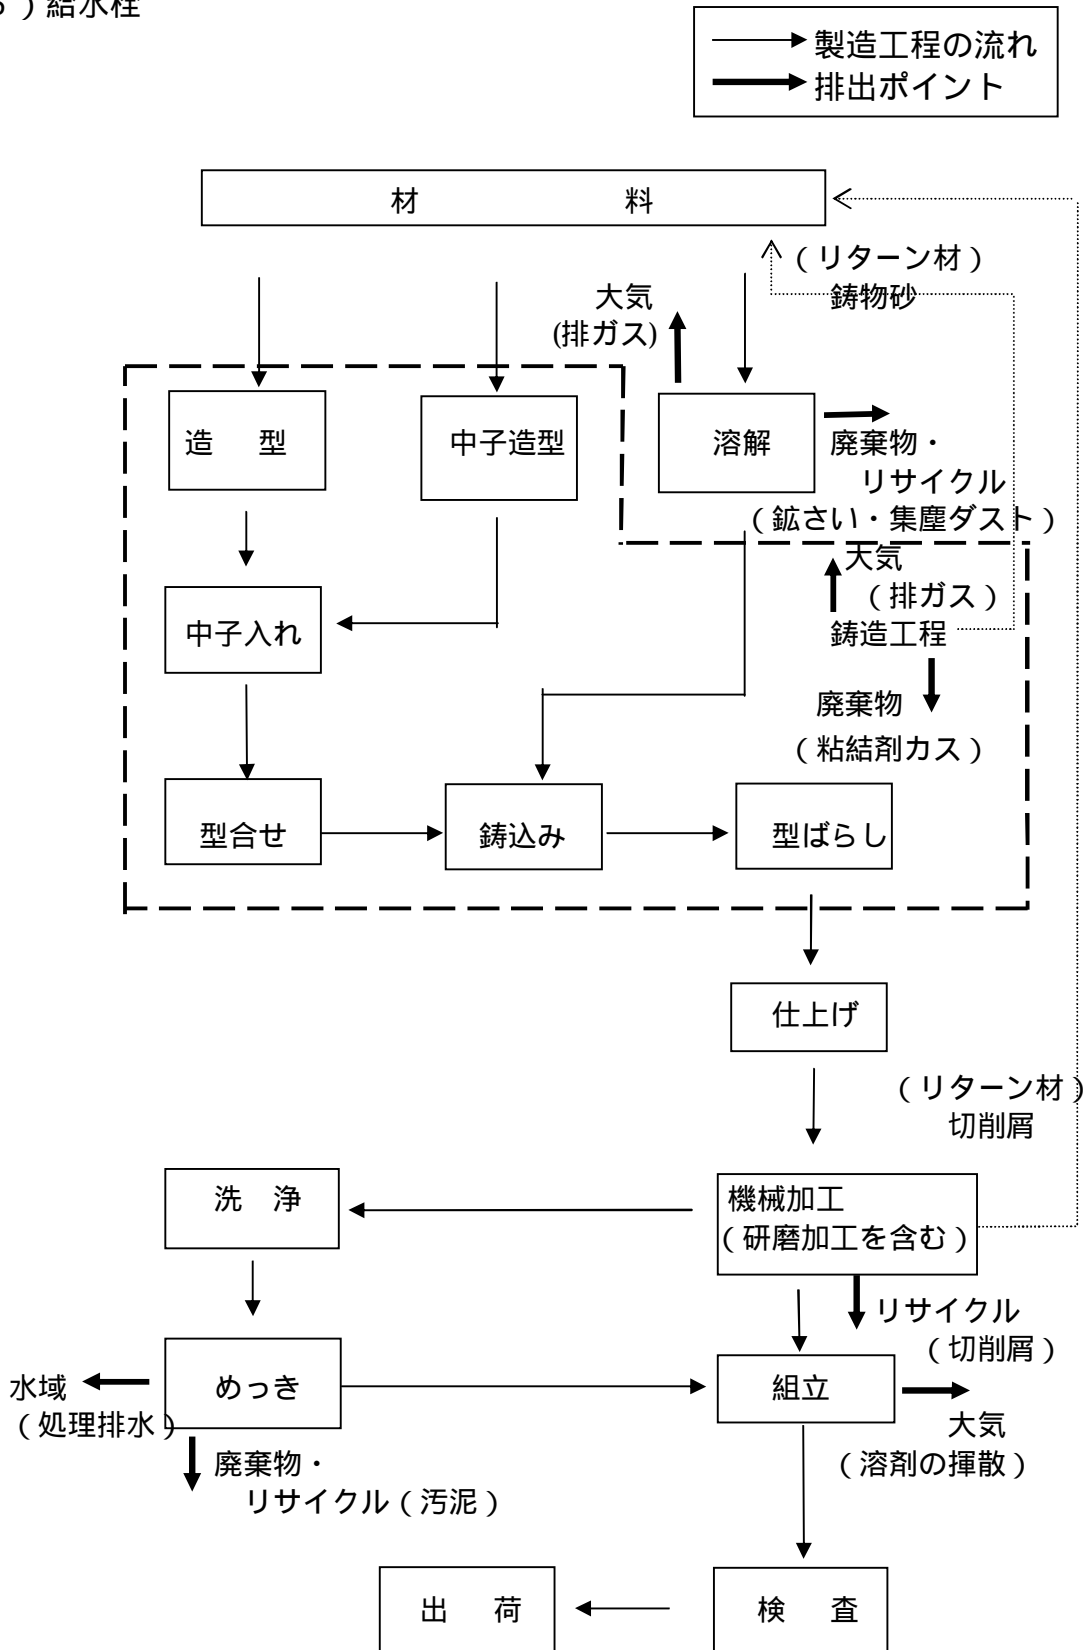 ）給水栓
製造工程の流れ
排出ポイント
材　料
（リターン材）
鋳物砂
大気
(排ガス)
造　型
中子造型
溶解
廃棄物・
リサイクル
（鉱さい・集塵ダスト）
大気
（排ガス）
中子入れ
鋳造工程
廃棄物
（粘結剤カス）
型合せ
鋳込み
型ばらし
仕上げ
（リターン材）
切削屑
洗　浄
機械加工
（研磨加工を含む）
リサイクル
（切削屑）
水域
（処理排水）
めっき
組立
大気
（溶剤の揮散）
廃棄物・
リサイクル（汚泥）
出　荷
検　査